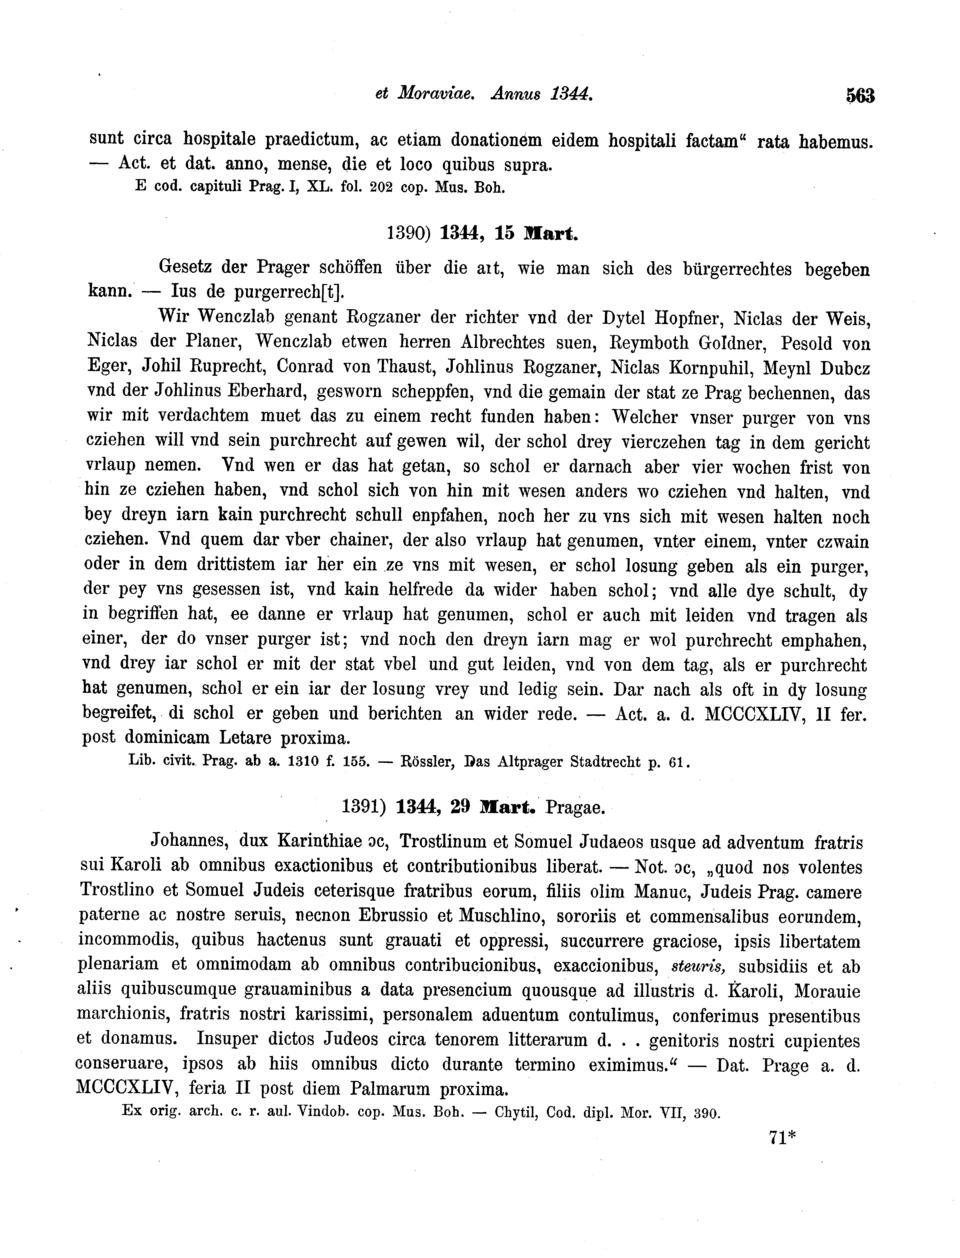 et Moraviae. Annus 1344. 563
sunt circa hospitale praedictum, ac etiam donationem eidem hospitali factam“ rata habemus.
— Act. et dat. anno, mense, die et loco quibus supra.
E cod. capituli Prag. I, XL. fol. 202 cop. Mus. Boh.
1390) 1344, 15 Mart.
Gesetz der Prager schöffen über die art, wie man sich des bürgerrechtes begeben
kann. — Ius de purgerrech[t].
Wir Wenczlab genant Rogzaner der richter vnd der Dytel Hopfner, Niclas der Weis,
Niclas der Planer, Wenczlab etwen herren Albrechtes suen, Reymboth Goldner, Pesold von
Eger, Johil Ruprecht, Conrad von Thaust, Johlinus Rogzaner, Niclas Kornpuhil, Meynl Dubcz
vnd der Johlinus Eberhard, gesworn scheppfen, vnd die gemain der stat ze Prag bechennen, das
wir mit verdachtem muet das zu einem recht funden haben: Welcher vnser purger von vns
cziehen will vnd sein purchrecht auf gewen wil, der schol drey vierczehen tag in dem gericht
vrlaup nemen. Vnd wen er das hat getan, so schol er darnach aber vier wochen frist von
hin ze cziehen haben, vnd schol sich von hin mit wesen anders wo cziehen vnd halten, vnd
bey dreyn iarn kain purchrecht schull enpfahen, noch her zu vns sich mit wesen halten noch
cziehen. Vnd quem dar vber chainer, der also vrlaup hat genumen, vnter einem, vnter czwain
oder in dem drittistem iar her ein ze vns mit wesen, er schol losung geben als ein purger,
der pey vns gesessen ist, vnd kain helfrede da wider haben schol; vnd alle dye schult, dy
in begriffen hat, ee danne er vrlaup hat genumen, schol er auch mit leiden vnd tragen als
einer, der do vnser purger ist; vnd noch den dreyn iarn mag er wol purchrecht emphahen,
vnd drey iar schol er mit der stat vbel und gut leiden, vnd von dem tag, als er purchrecht
hat genumen, schol er ein iar der losung vrey und ledig sein. Dar nach als oft in dy losung
begreifet, di schol er geben und berichten an wider rede. — Act. a. d. MCCCXLIV, II fer.
post dominicam Letare proxima.
Lib. civit. Prag. ab a. 1310 f. 155. — Rössler, Das Altprager Stadtrecht p. 61.
1391) 1344, 29 Mart. Pragae.
Johannes, dux Karinthiae ɔc, Trostlinum et Somuel Judaeos usque ad adventum fratris
sui Karoli ab omnibus exactionibus et contributionibus liberat. — Not. ɔc, „quod nos volentes
Trostlino et Somuel Judeis ceterisque fratribus eorum, filiis olim Manuc, Judeis Prag. camere
paterne ac nostre seruis, necnon Ebrussio et Muschlino, sororiis et commensalibus eorundem,
incommodis, quibus hactenus sunt grauati et oppressi, succurrere graciose, ipsis libertatem
plenariam et omnimodam ab omnibus contribucionibus, exaccionibus, steuris, subsidiis et ab
aliis quibuscumque grauaminibus a data presencium quousque ad illustris d. Karoli, Morauie
marchionis, fratris nostri karissimi, personalem aduentum contulimus, conferimus presentibus
et donamus. Insuper dictos Judeos circa tenorem litterarum d. . . genitoris nostri cupientes
conseruare, ipsos ab hiis omnibus dicto durante termino eximimus.“ — Dat. Prage a. d.
MCCCXLIV, feria II post diem Palmarum proxima.
Ex orig. arch. c. r. aul. Vindob. cop. Mus. Boh. — Chytil, Cod. dipl. Mor. VII, 390.
71*